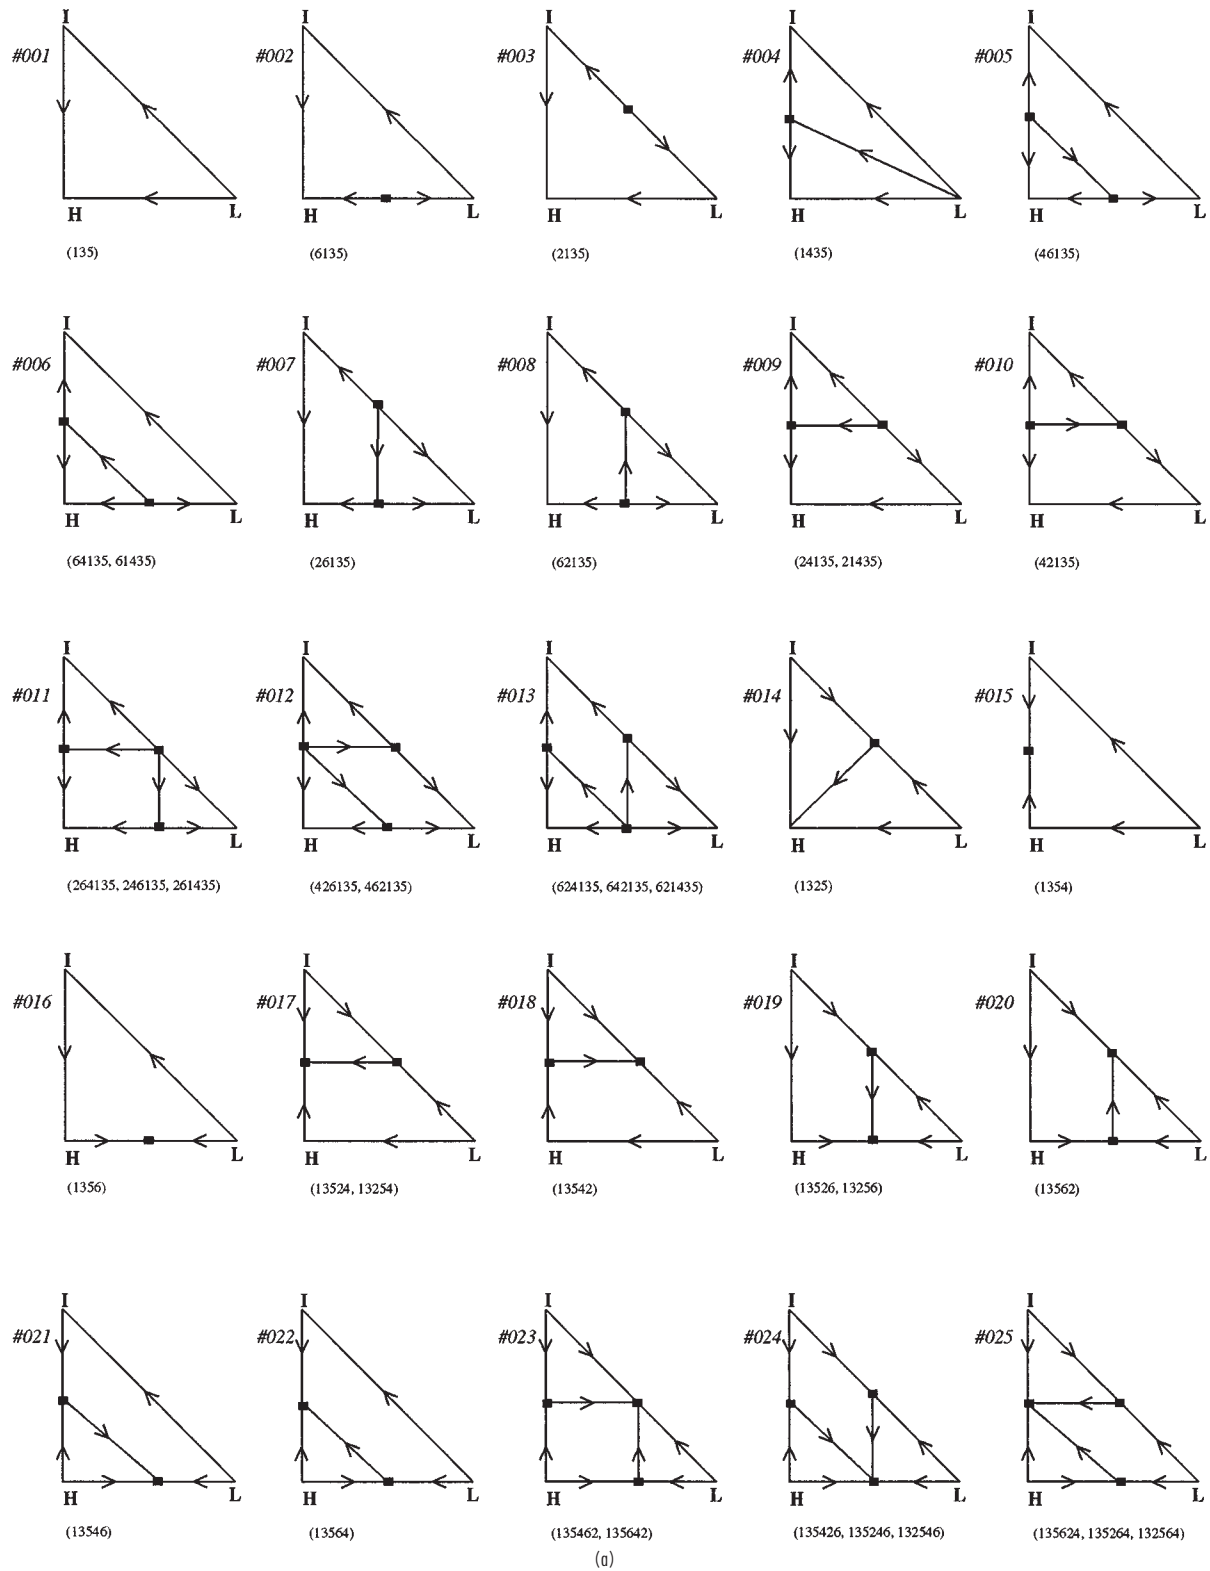 I I I I I
#001 #002 #003 #004 #005
H L H L H L H L H L
(135) (6135) (2135) (1435) (46135)
I I I I I
#006 #007 #008 #009 #010
H L H L H L H L H L
(64135, 61435) (26135) (62135) (24135, 21435) (42135)
I I I I I
#011 #012 #013 #014 #015
H L H L H L H L H L
(264135, 246135, 261435) (426135, 462135) (624135, 642135, 621435) (1325) (1354)
I I I I I
#016 #017 #018 #019 #020
H L H L H L H L H L
(1356) (13524, 13254) (13542) (13526, 13256) (13562)
I I I I I
#021 #022 #023 #024 #025
H L H L H L H L H L
(13546) (13564) (135462, 135642) (135426, 135246, 132546) (135624, 135264, 132564)
(a)